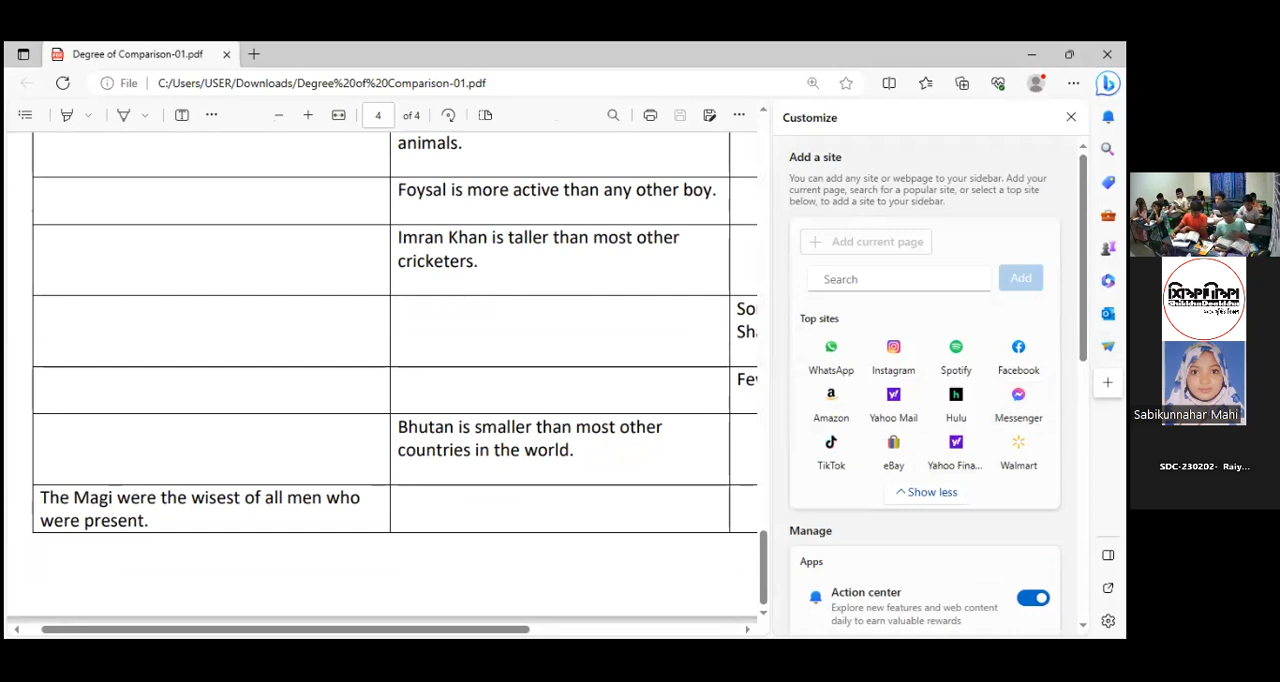 Degree of Comparison-01.pdf
File
C:/Users/USER/Downloads/Degree%20of%20Comparison-01.pdf
4
of 4
animals.
Foysal is more active than any other boy.
Imran Khan is taller than most other
cricketers.
Bhutan is smaller than most other
countries in the world.
The Magi were the wisest of all men who
were present.
Customize
Add a site
You can add any site or webpage to your sidebar. Add your
current page, search for a popular site, or select a top site
below, to add to your sidebar.
Add current page
Search
Add
Top sites
WhatsApp
Instagram
Spotify
Facebook
Amazon
Yahoo Mail
Hulu
Messenger
TikTok
eBay
Yahoo Fina...
Walmart
Show less
Manage
Apps
Action center
Explore new features and web content
daily to earn valuable rewards
Sabikunnahar Mahi
SDC-230202- Raiy...